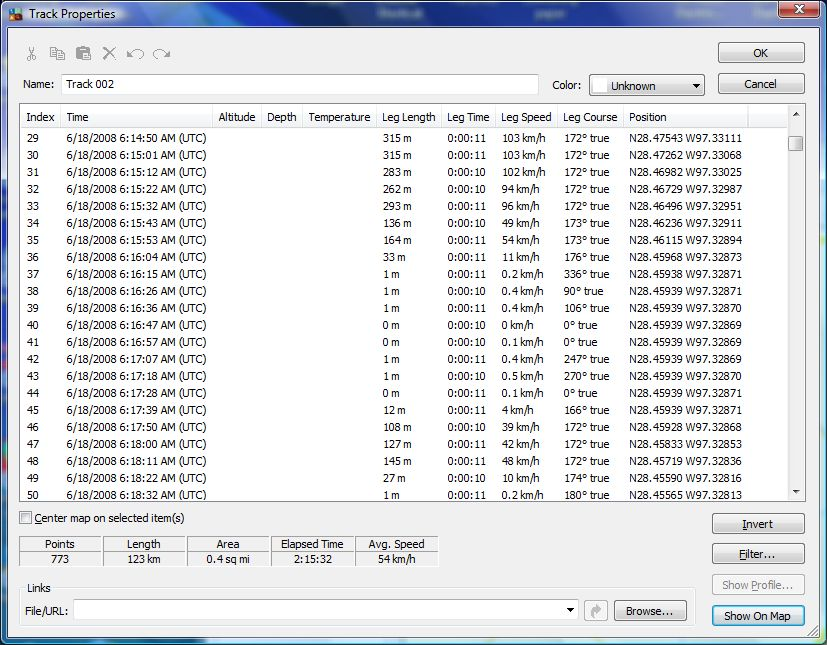 Track Properties
OK
Name: Track 002 Color: Unknown Cancel
Index Time Altitude Depth Temperature Leg Length Leg Time Leg Speed Leg Course Position
29 6/18/2008 6:14:50 AM (UTC) 315 m 0:00:11 103 km/h 172° true N28.47543 W97.33111
30 6/18/2008 6:15:01 AM (UTC) 315 m 0:00:11 103 km/h 172° true N28.47262 W97.33068
31 6/18/2008 6:15:12 AM (UTC) 283 m 0:00:10 102 km/h 172° true N28.46982 W97.33025
32 6/18/2008 6:15:22 AM (UTC) 262 m 0:00:10 94 km/h 172° true N28.46729 W97.32987
33 6/18/2008 6:15:32 AM (UTC) 293 m 0:00:11 96 km/h 172° true N28.46496 W97.32951
34 6/18/2008 6:15:43 AM (UTC) 136 m 0:00:10 49 km/h 173° true N28.46236 W97.32911
35 6/18/2008 6:15:53 AM (UTC) 164 m 0:00:11 54 km/h 173° true N28.46115 W97.32894
36 6/18/2008 6:16:04 AM (UTC) 33 m 0:00:11 11 km/h 176° true N28.45968 W97.32873
37 6/18/2008 6:16:15 AM (UTC) 1 m 0:00:11 0.2 km/h 336° true N28.45938 W97.32871
38 6/18/2008 6:16:26 AM (UTC) 1 m 0:00:10 0.4 km/h 90° true N28.45939 W97.32871
39 6/18/2008 6:16:36 AM (UTC) 1 m 0:00:11 0.4 km/h 106° true N28.45939 W97.32870
40 6/18/2008 6:16:47 AM (UTC) 0 m 0:00:10 0 km/h 0° true N28.45939 W97.32869
41 6/18/2008 6:16:57 AM (UTC) 0 m 0:00:10 0.1 km/h 0° true N28.45939 W97.32869
42 6/18/2008 6:17:07 AM (UTC) 1 m 0:00:11 0.4 km/h 247° true N28.45939 W97.32869
43 6/18/2008 6:17:18 AM (UTC) 1 m 0:00:10 0.5 km/h 270° true N28.45939 W97.32870
44 6/18/2008 6:17:28 AM (UTC) 0 m 0:00:11 0.1 km/h 0° true N28.45939 W97.32871
45 6/18/2008 6:17:39 AM (UTC) 12 m 0:00:11 4 km/h 166° true N28.45939 W97.32871
46 6/18/2008 6:17:50 AM (UTC) 108 m 0:00:10 39 km/h 172° true N28.45928 W97.32868
47 6/18/2008 6:18:00 AM (UTC) 127 m 0:00:11 42 km/h 172° true N28.45833 W97.32853
48 6/18/2008 6:18:11 AM (UTC) 145 m 0:00:11 48 km/h 172° true N28.45719 W97.32836
49 6/18/2008 6:18:22 AM (UTC) 27 m 0:00:10 10 km/h 174° true N28.45590 W97.32816
50 6/18/2008 6:18:32 AM (UTC) 1 m 0:00:11 0.2 km/h 180° true N28.45565 W97.32813
Center map on selected item(s)
Invert
Points Length Area Elapsed Time Avg. Speed
773 123 km 0.4 sq mi 2:15:32 54 km/h
Filter...
Show Profile...
Links
File/URL: Browse... Show On Map